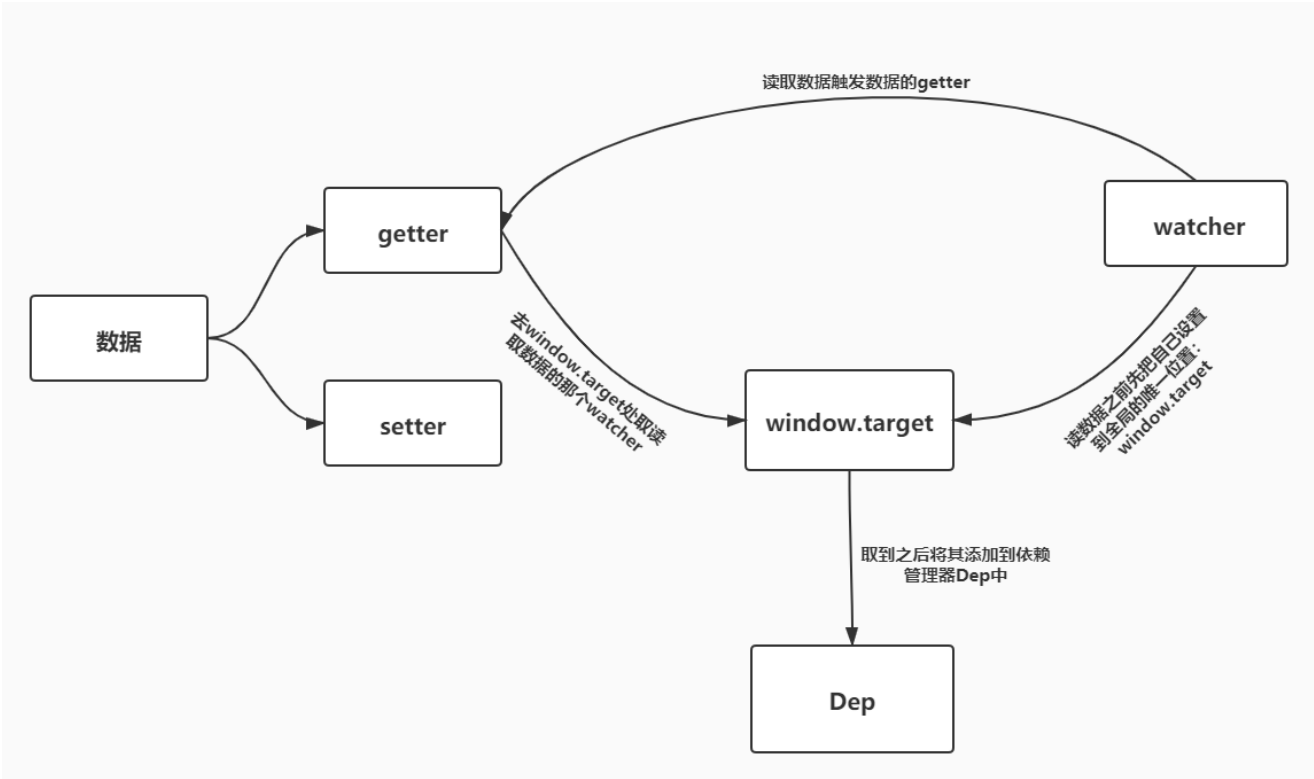 读取数据触发数据的getter
getter
watcher
数据
去window.target处取读
取数据的那个watcher
读数据之前先把自己设置
到全局的唯一位置：
window.target
setter
window.target
取到之后将其添加到依赖
管理器Dep中
Dep